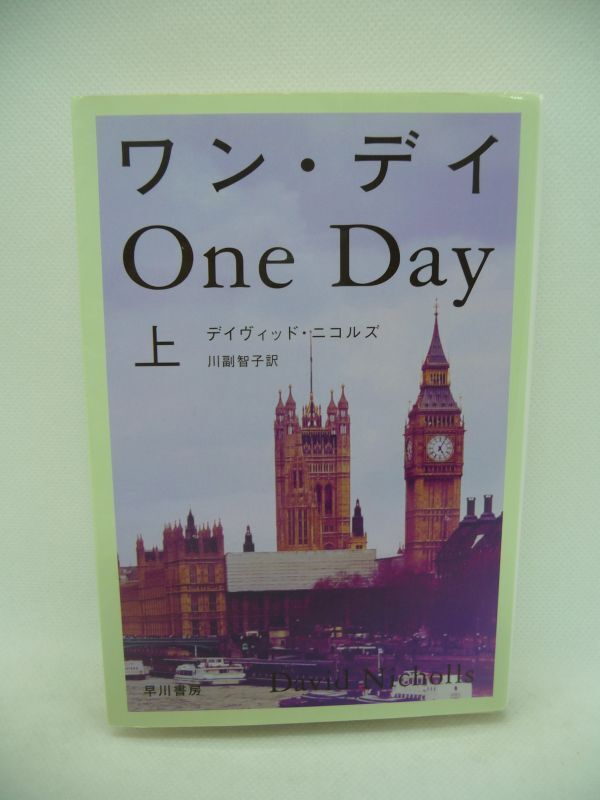 ワン・デイ
One Day
上
デイヴィッド・ニコルズ
川副智子訳
David Nicholls
早川書房